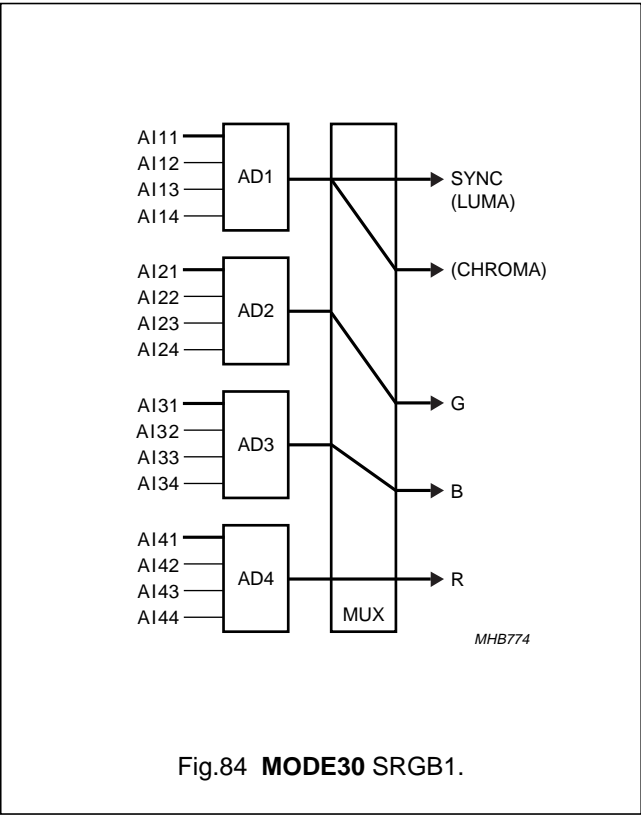 AI11
AI12
AI13
AI14
AD1
SYNC
(LUMA)
(CHROMA)
AI21
AI22
AI23
AI24
AD2
G
AI31
AI32
AI33
AI34
AD3
B
AI41
AI42
AI43
AI44
AD4
R
MUX
MHB774
Fig.84 MODE30 SRGB1.